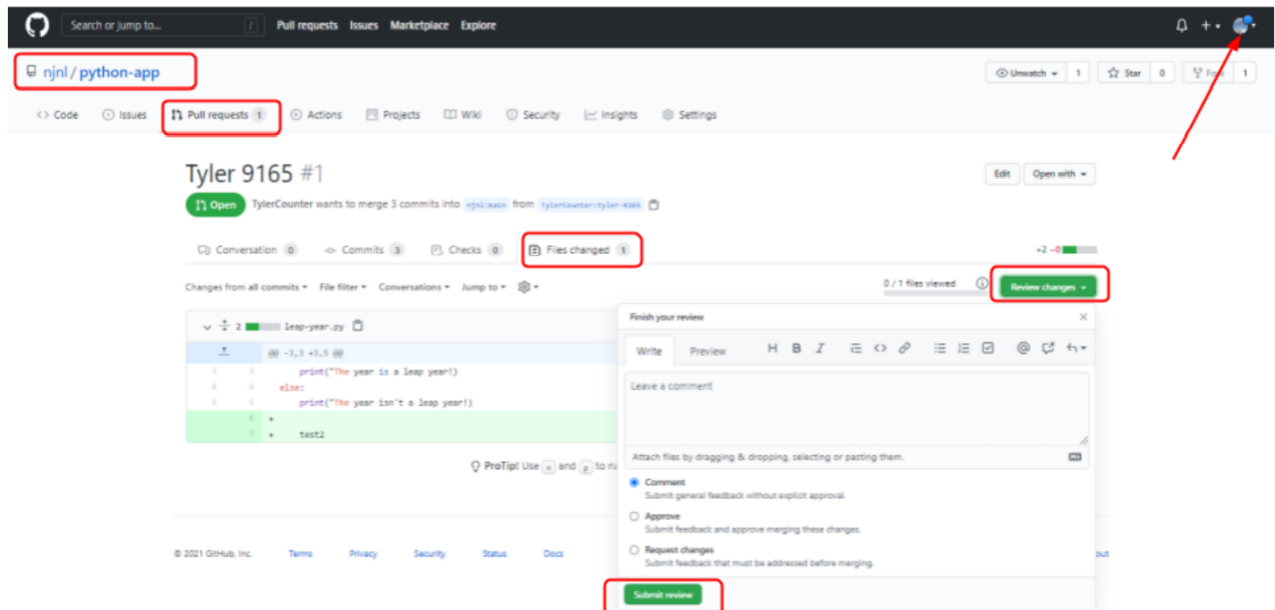 Search or jump to... /
Pull requests Issues Marketplace Explore
njnl / python-app
Unwatch 1 Star 0 Fork 1
Code Issues Pull requests 1 Actions Projects Wiki Security Insights Settings
Tyler 9165 #1
Edit Open with
Open TylerCounter wants to merge 3 commits into njnl:main from TylerCounter:tyler-9165
Conversation 0 Commits 3 Checks 0 Files changed 1 +2 −0
Changes from all commits File filter Conversations Jump to 0 / 1 files viewed Review changes
2 leap-year.py
@@ -3,3 +3,5 @@
3 3 print("The year is a leap year!)
4 4 else:
5 5 print("The year isn't a leap year!)
6 +
7 + test2
ProTip! Use n and p to
Finish your review
Write Preview H B I
Leave a comment
Attach files by dragging & dropping, selecting or pasting them.
Comment
Submit general feedback without explicit approval.
Approve
Submit feedback and approve merging these changes.
Request changes
Submit feedback that must be addressed before merging.
Submit review
© 2021 GitHub, Inc. Terms Privacy Security Status Docs